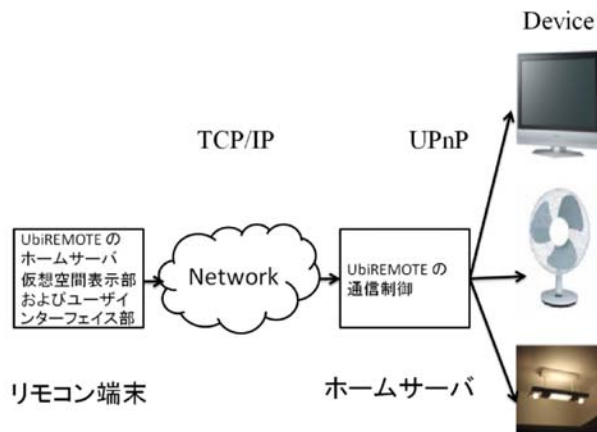 Device
TCP/IP
UPnP
UbiREMOTE の
ホームサーバ
仮想空間表示部
およびユーザイ
ンターフェイス部
Network
UbiREMOTE の
通信制御
リモコン端末
ホームサーバ